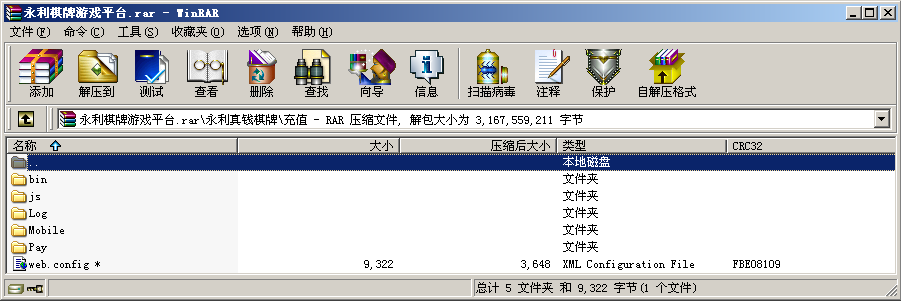 永利棋牌游戏平台.rar - WinRAR
文件(F) 命令(C) 工具(S) 收藏夹(O) 选项(N) 帮助(H)
添加 解压到 测试 查看 删除 查找 向导 信息 扫描病毒 注释 保护 自解压格式
永利棋牌游戏平台.rar\永利真钱棋牌\充值 - RAR 压缩文件, 解包大小为 3,167,559,211 字节
名称 大小 压缩后大小 类型 CRC32
.. 本地磁盘
bin 文件夹
js 文件夹
Log 文件夹
Mobile 文件夹
Pay 文件夹
web.config * 9,322 3,648 XML Configuration File FBE08109
总计 5 文件夹 和 9,322 字节(1 个文件)